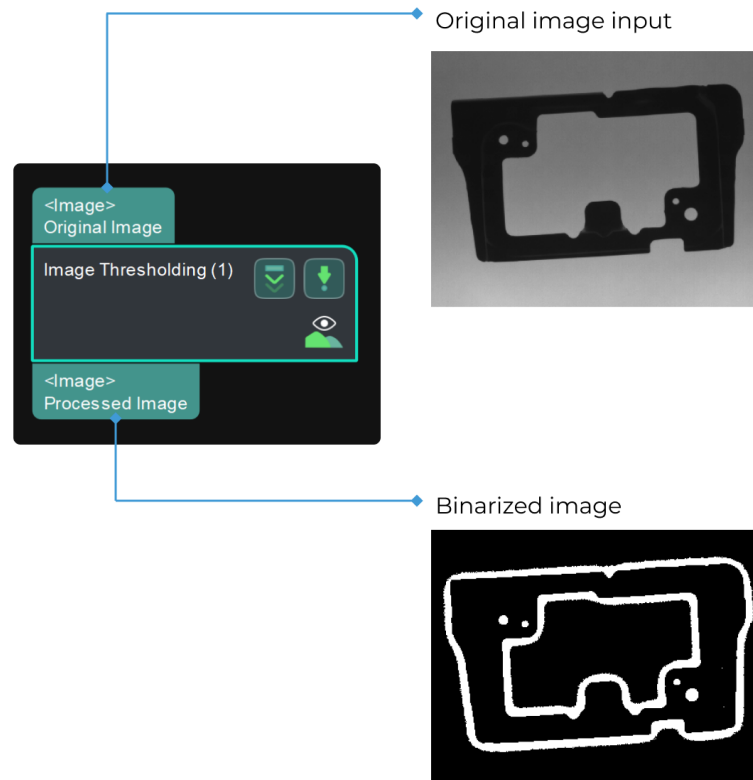 Original image input
<Image>
Original Image
Image Thresholding (1)
<Image>
Processed Image
Binarized image